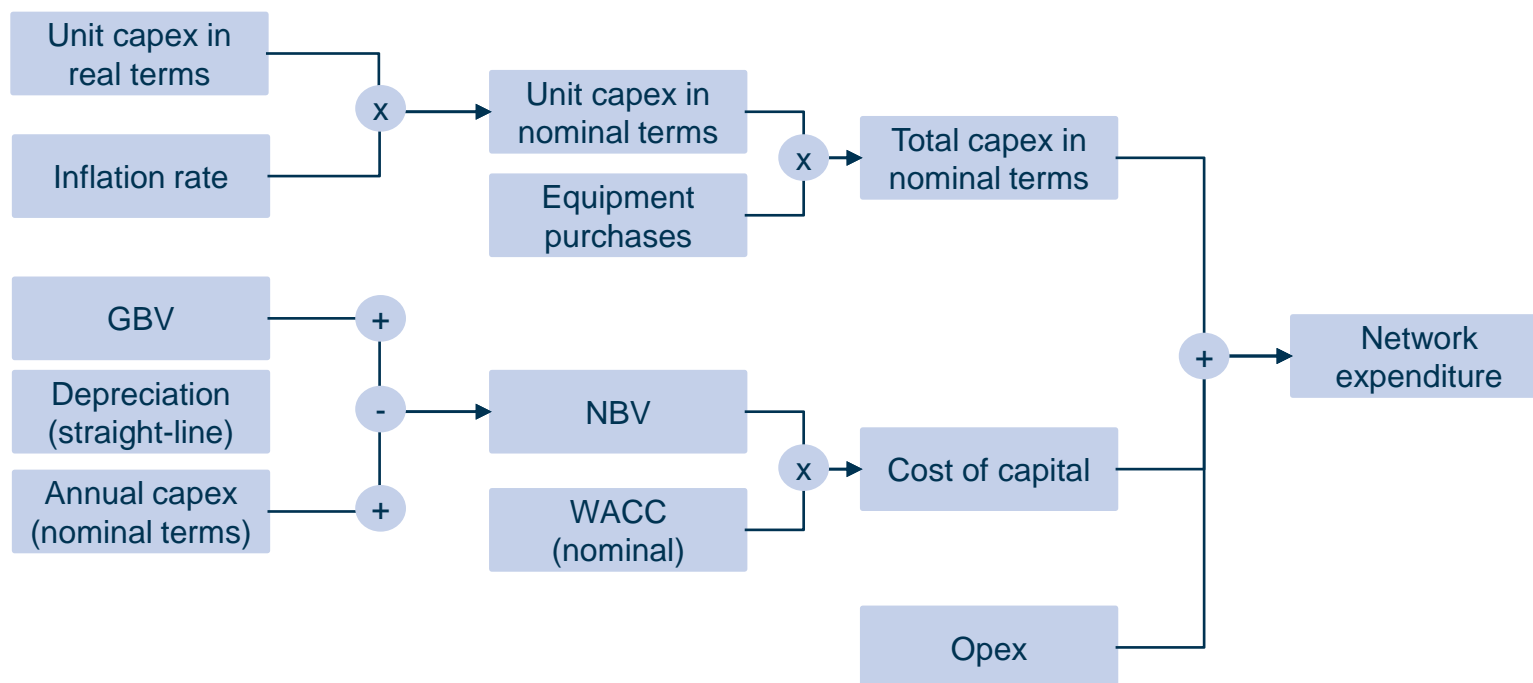 Unit capex in
real terms
x
Inflation rate
Unit capex in
nominal terms
x
Equipment
purchases
Total capex in
nominal terms
GBV
+
Depreciation
(straight-line)
-
Annual capex
(nominal terms)
+
NBV
x
WACC
(nominal)
Cost of capital
Opex
+
Network
expenditure